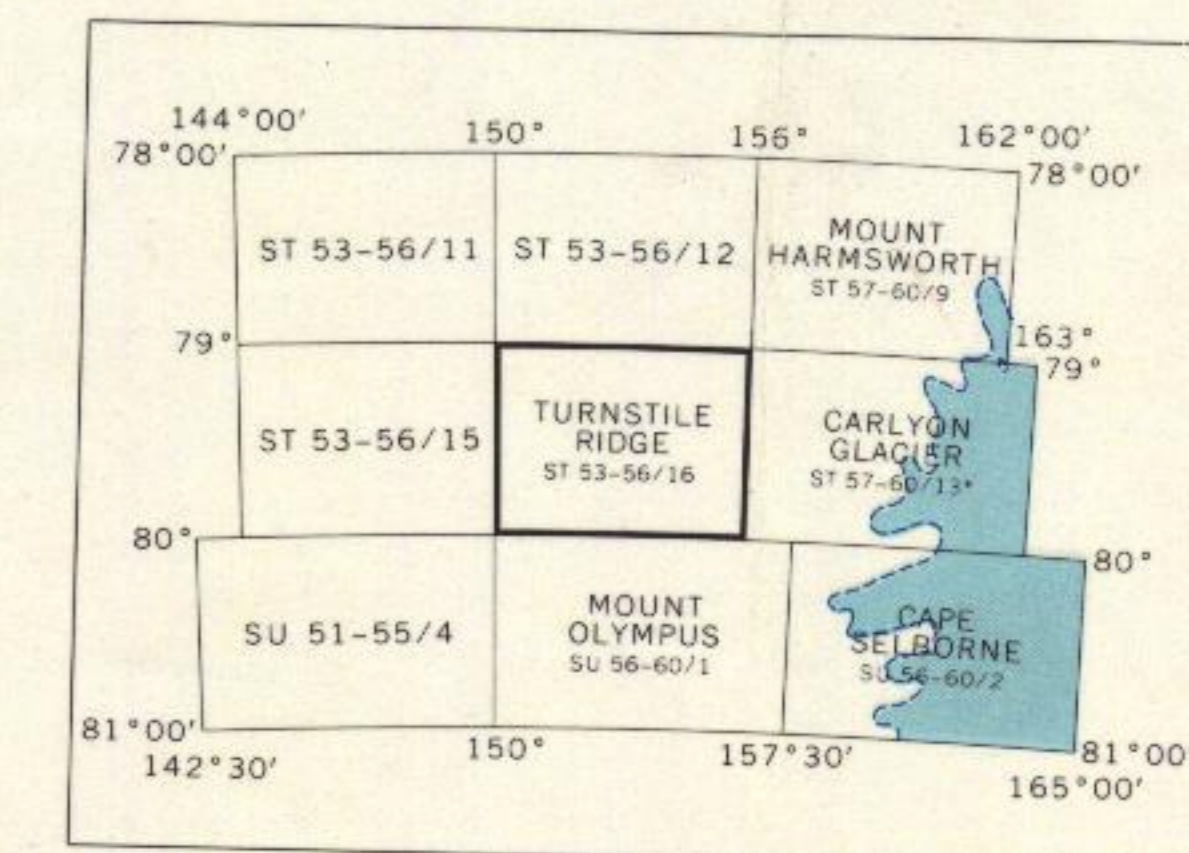 144°00′ 150° 156° 162°00′
78°00′ 78°00′
ST 53-56/11 ST 53-56/12 MOUNT
HARMSWORTH
ST 57-60/9
79° 163°
79°
ST 53-56/15 TURNSTILE
RIDGE
ST 53-56/16
CARLYON
GLACIER
ST 57-60/13*
80° 80°
SU 51-55/4 MOUNT
OLYMPUS
SU 56-60/1
CAPE
SELBORNE
SU 56-60/2
81°00′ 81°00
142°30′ 150° 157°30′ 165°00′